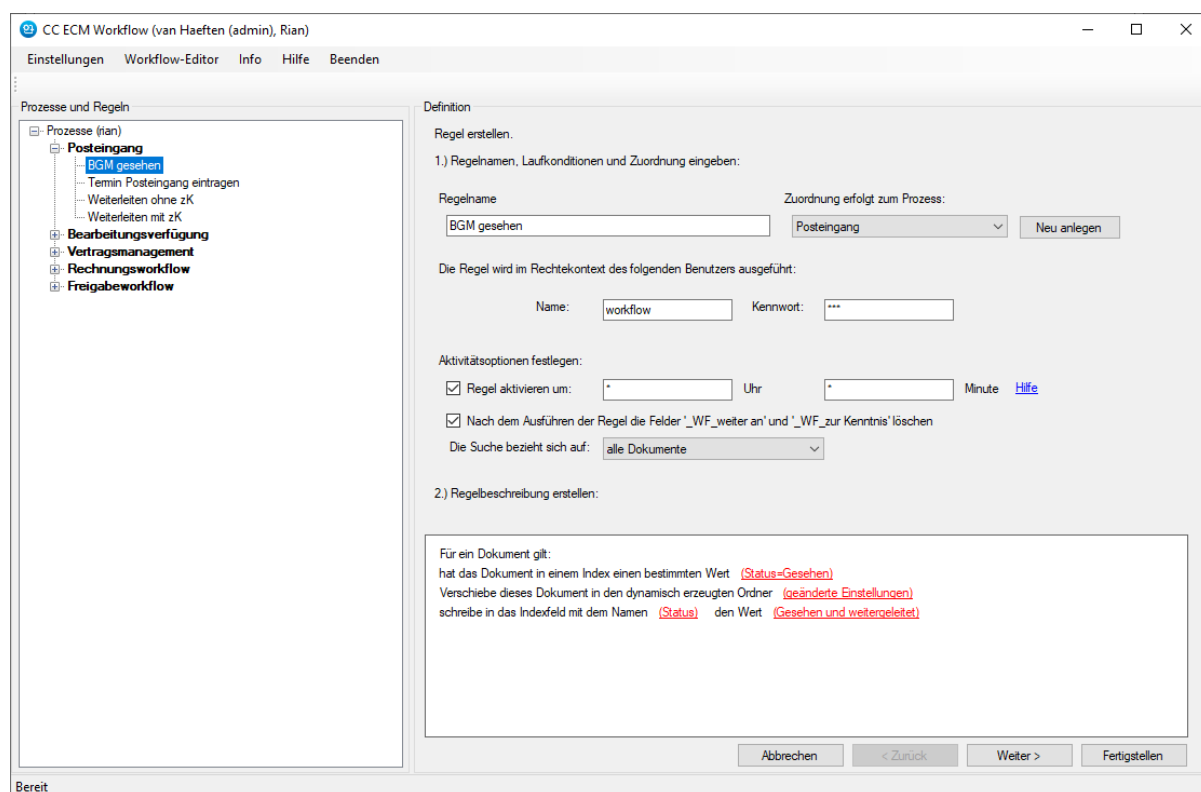 CC ECM Workflow (van Haeften (admin), Rian)
Einstellungen Workflow-Editor Info Hilfe Beenden
Prozesse und Regeln
Prozesse (rian)
Posteingang
BGM gesehen
Termin Posteingang eintragen
Weiterleiten ohne zK
Weiterleiten mit zK
Bearbeitungsverfügung
Vertragsmanagement
Rechnungsworkflow
Freigabeworkflow
Definition
Regel erstellen.
1.) Regelnamen, Laufkonditionen und Zuordnung eingeben:
Regelname Zuordnung erfolgt zum Prozess:
BGM gesehen Posteingang Neu anlegen
Die Regel wird im Rechtekontext des folgenden Benutzers ausgeführt:
Name: workflow Kennwort: ***
Aktivitätsoptionen festlegen:
Regel aktivieren um: * Uhr * Minute Hilfe
Nach dem Ausführen der Regel die Felder '_WF_weiter an' und '_WF_zur Kenntnis' löschen
Die Suche bezieht sich auf: alle Dokumente
2.) Regelbeschreibung erstellen:
Für ein Dokument gilt:
hat das Dokument in einem Index einen bestimmten Wert (Status=Gesehen)
Verschiebe dieses Dokument in den dynamisch erzeugten Ordner (geänderte Einstellungen)
schreibe in das Indexfeld mit dem Namen (Status) den Wert (Gesehen und weitergeleitet)
Abbrechen < Zurück Weiter > Fertigstellen
Bereit